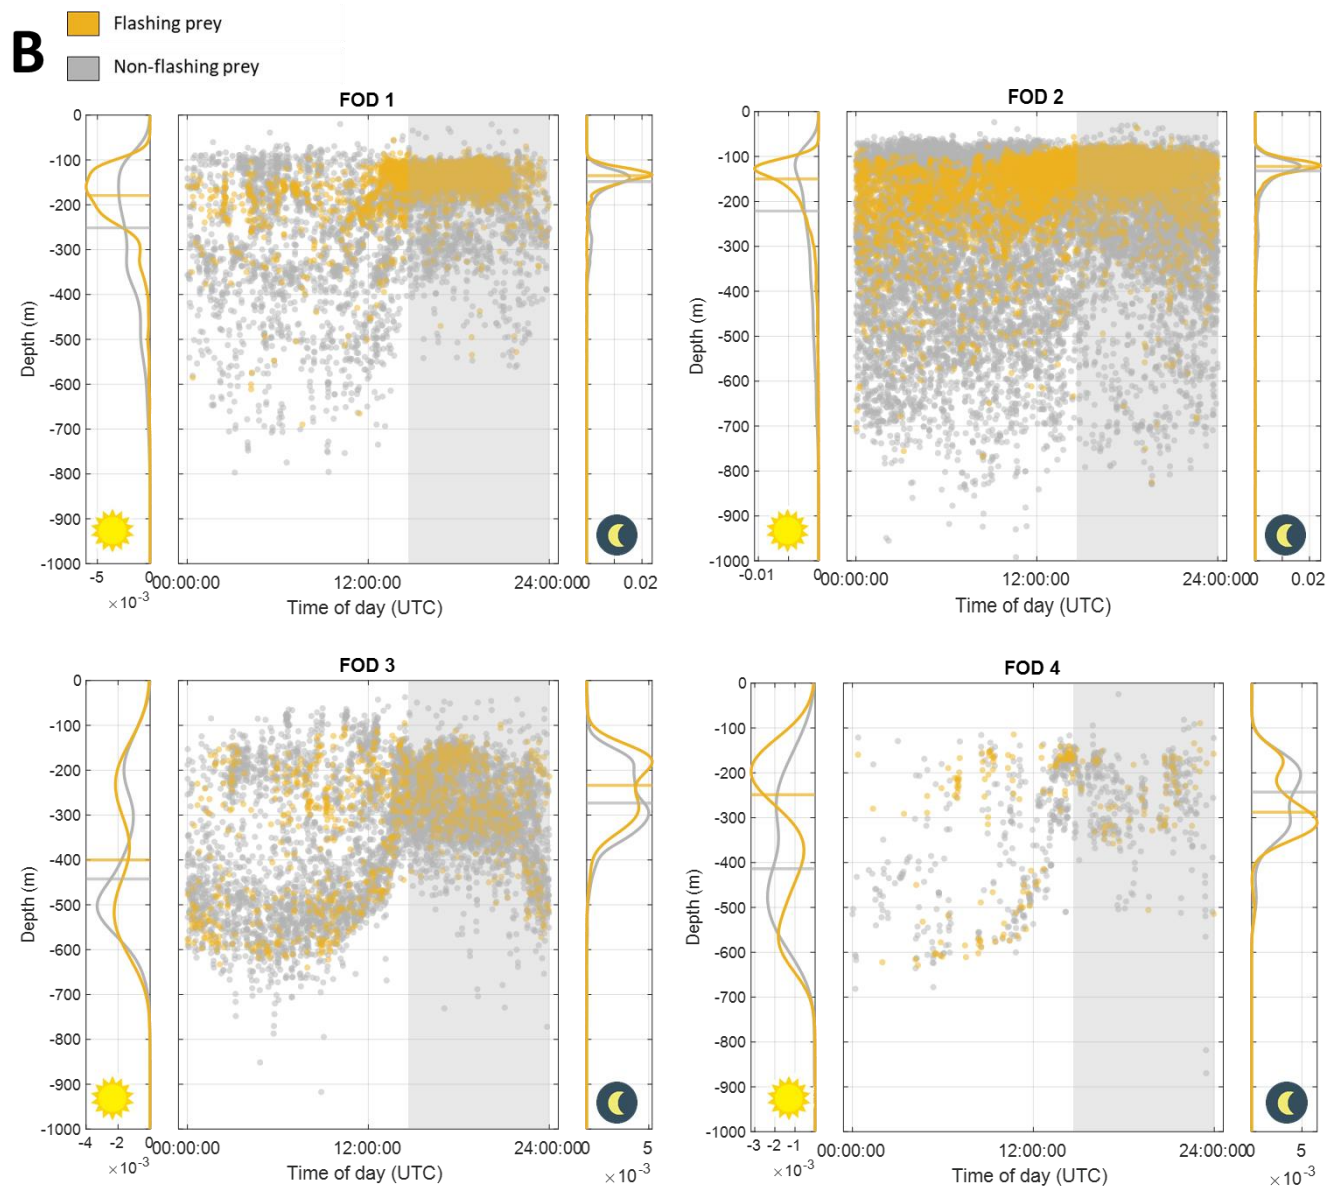 B
Flashing prey
Non-flashing prey
FOD 1
0
-100
-200
-300
-400
-500
-600
-700
-800
-900
-1000
Depth (m)
-5 0
×10-3
00:00:00 12:00:00 24:00:00
Time of day (UTC)
0 0.02
FOD 2
0
-100
-200
-300
-400
-500
-600
-700
-800
-900
-1000
Depth (m)
-0.01 0
00:00:00 12:00:00 24:00:00
Time of day (UTC)
0 0.02
FOD 3
0
-100
-200
-300
-400
-500
-600
-700
-800
-900
-1000
Depth (m)
-4 -2 0
×10-3
00:00:00 12:00:00 24:00:00
Time of day (UTC)
0 5
×10-3
FOD 4
0
-100
-200
-300
-400
-500
-600
-700
-800
-900
-1000
Depth (m)
-3 -2 -1
×10-3
00:00:00 12:00:00 24:00:00
Time of day (UTC)
0 5
×10-3